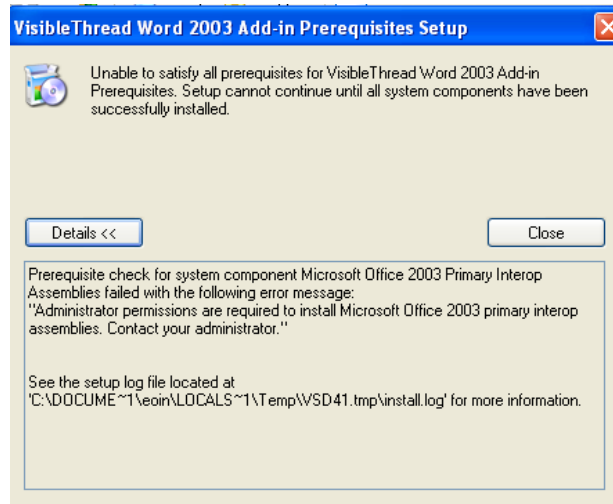 VisibleThread Word 2003 Add-in Prerequisites Setup
Unable to satisfy all prerequisites for VisibleThread Word 2003 Add-in
Prerequisites. Setup cannot continue until all system components have been
successfully installed.
Details <<
Close
Prerequisite check for system component Microsoft Office 2003 Primary Interop
Assemblies failed with the following error message:
"Administrator permissions are required to install Microsoft Office 2003 primary interop
assemblies. Contact your administrator."
See the setup log file located at
'C:\DOCUME~1\eoin\LOCALS~1\Temp\VSD41.tmp\install.log' for more information.